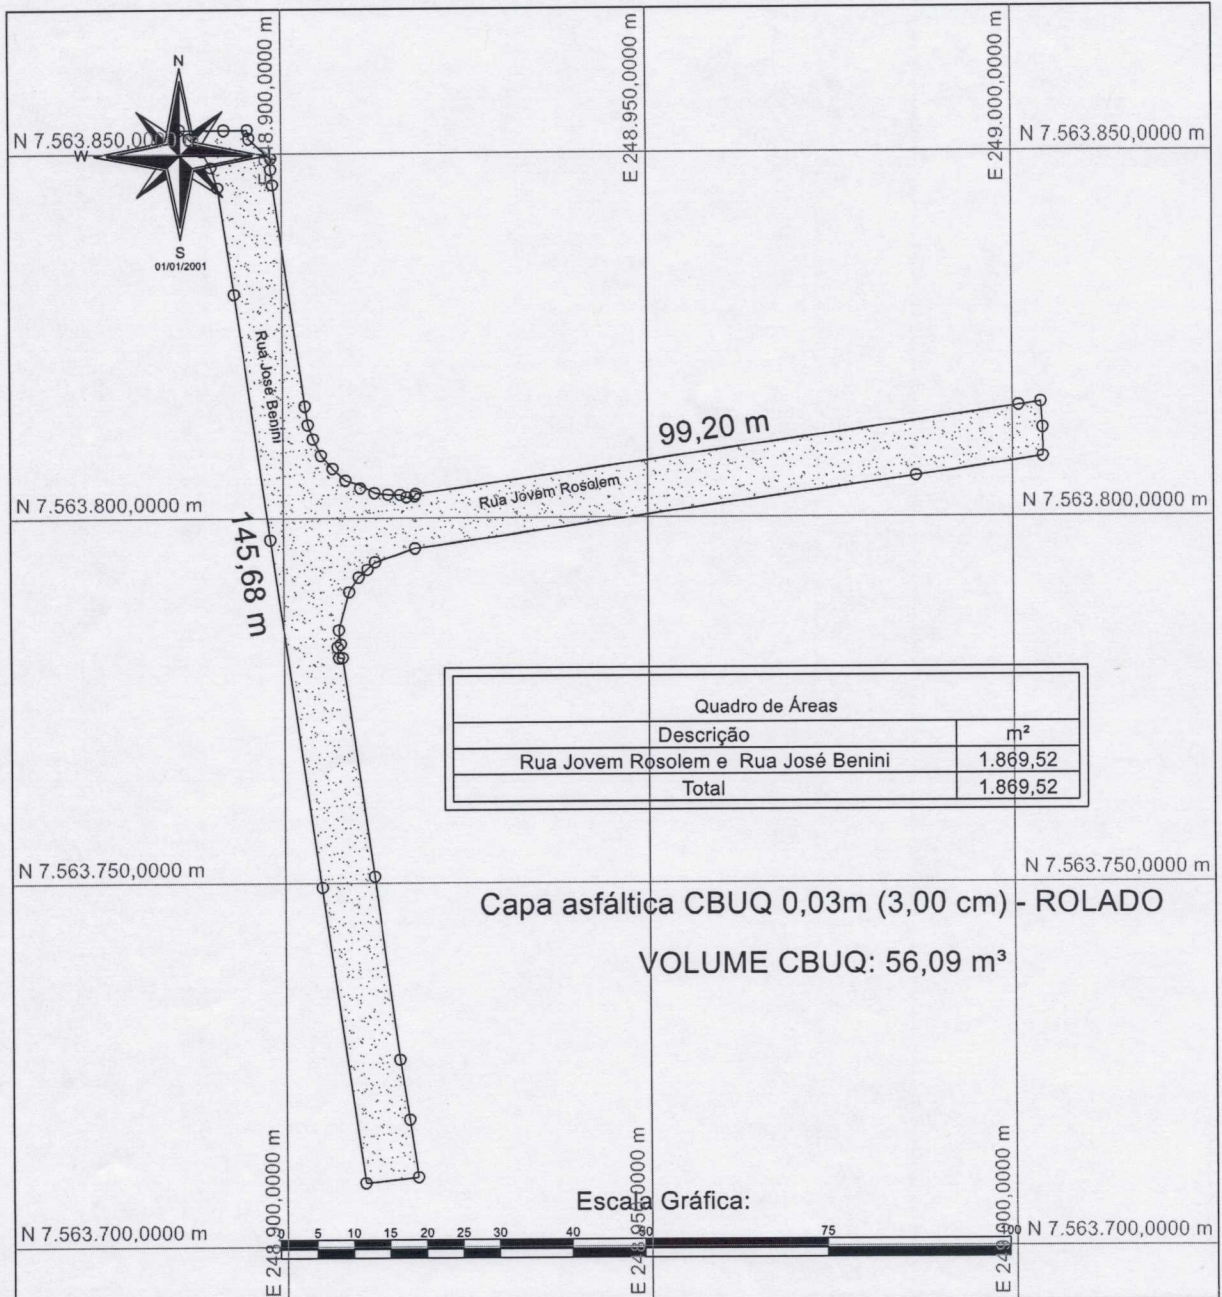 E 248.900,0000 m
E 248.950,0000 m
E 249.000,0000 m
N
N 7.563.850,0000 m
N 7.563.850,0000 m
W
S
01/01/2001
Rua José Benini
99,20 m
Rua Jovem Rosolem
N 7.563.800,0000 m
N 7.563.800,0000 m
145,68 m
Quadro de Áreas
Descrição m²
Rua Jovem Rosolem e Rua José Benini 1.869,52
Total 1.869,52
N 7.563.750,0000 m
N 7.563.750,0000 m
Capa asfáltica CBUQ 0,03m (3,00 cm) - ROLADO
VOLUME CBUQ: 56,09 m³
E 248.900,0000 m
E 248.950,0000 m
E 249.000,0000 m
Escala Gráfica:
N 7.563.700,0000 m
0 5 10 15 20 25 30 40 50 75 100
N 7.563.700,0000 m